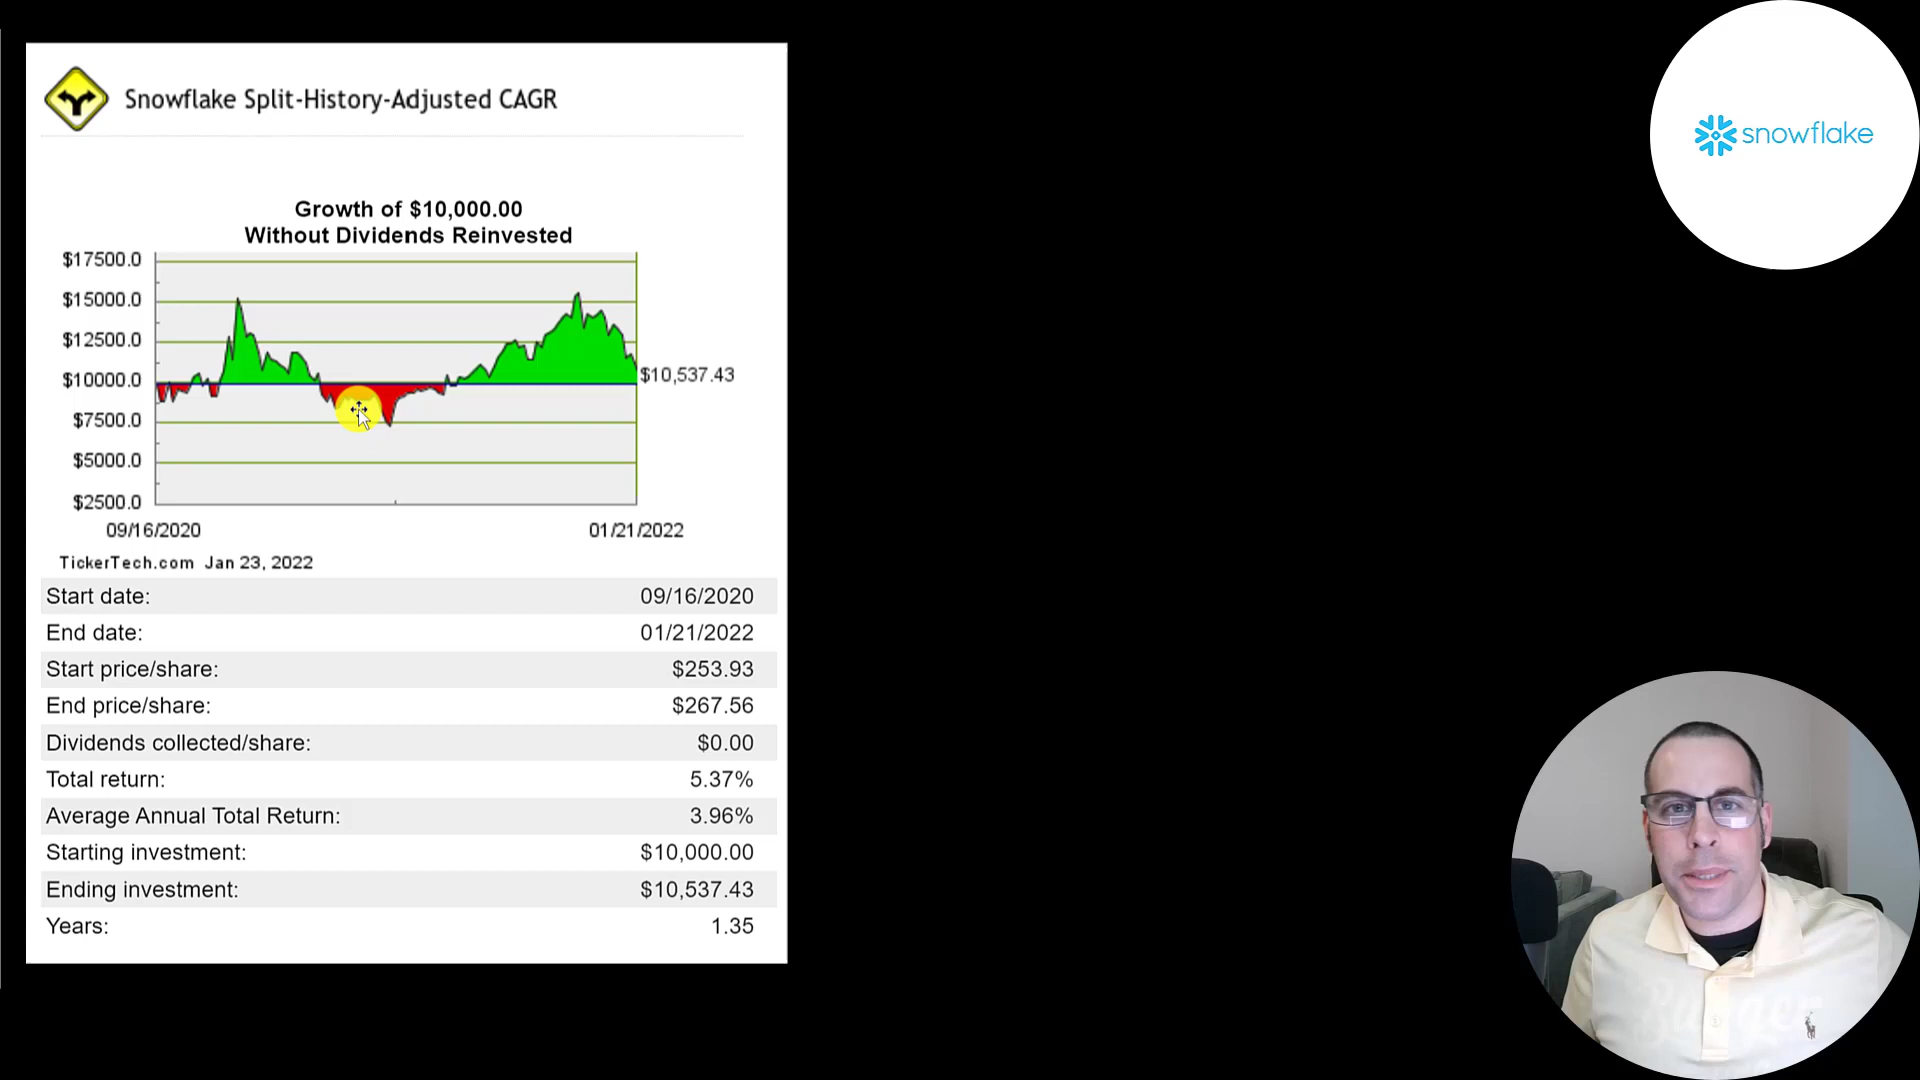 Snowflake Split-History-Adjusted CAGR
snowflake
Growth of $10,000.00
Without Dividends Reinvested
$17500.0
$15000.0
$12500.0
$10000.0
$7500.0
$5000.0
$2500.0
$10,537.43
09/16/2020 01/21/2022
TickerTech.com Jan 23, 2022
Start date: 09/16/2020
End date: 01/21/2022
Start price/share: $253.93
End price/share: $267.56
Dividends collected/share: $0.00
Total return: 5.37%
Average Annual Total Return: 3.96%
Starting investment: $10,000.00
Ending investment: $10,537.43
Years: 1.35